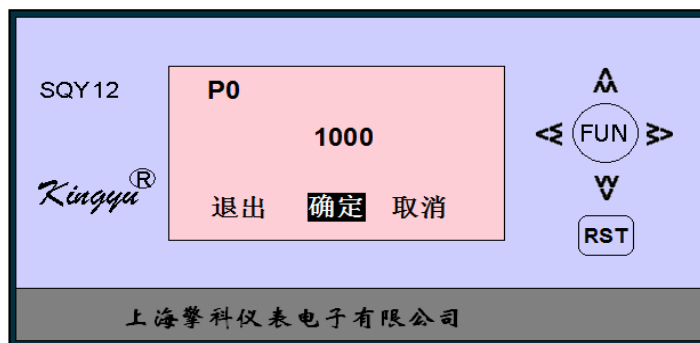 SQY12
P0
1000
Kingyu®
退出 确定 取消
FUN
RST
上海擎科仪表电子有限公司